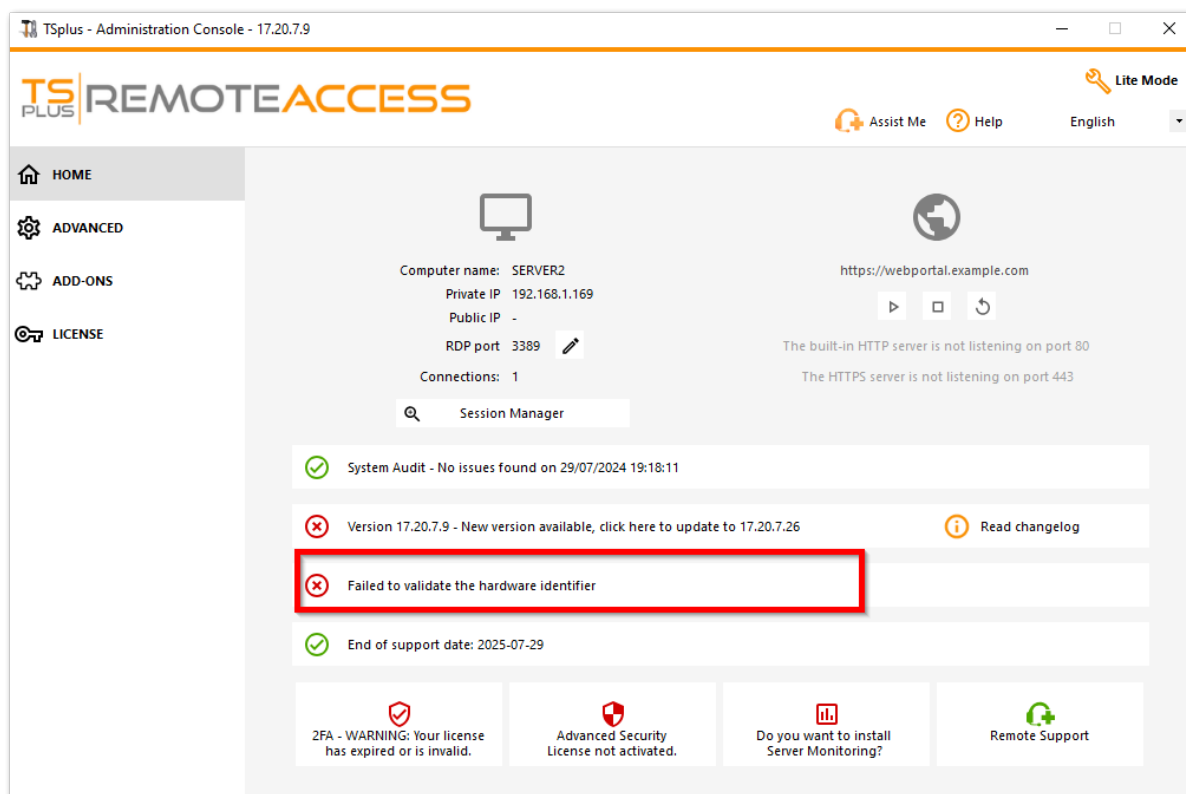 TSplus - Administration Console - 17.20.7.9
TS PLUS REMOTEACCESS
Lite Mode
Assist Me
Help
English
HOME
ADVANCED
ADD-ONS
LICENSE
Computer name: SERVER2
Private IP 192.168.1.169
Public IP -
RDP port 3389
Connections: 1
Session Manager
https://webportal.example.com
The built-in HTTP server is not listening on port 80
The HTTPS server is not listening on port 443
System Audit - No issues found on 29/07/2024 19:18:11
Version 17.20.7.9 - New version available, click here to update to 17.20.7.26
Read changelog
Failed to validate the hardware identifier
End of support date: 2025-07-29
2FA - WARNING: Your license
has expired or is invalid.
Advanced Security
License not activated.
Do you want to install
Server Monitoring?
Remote Support